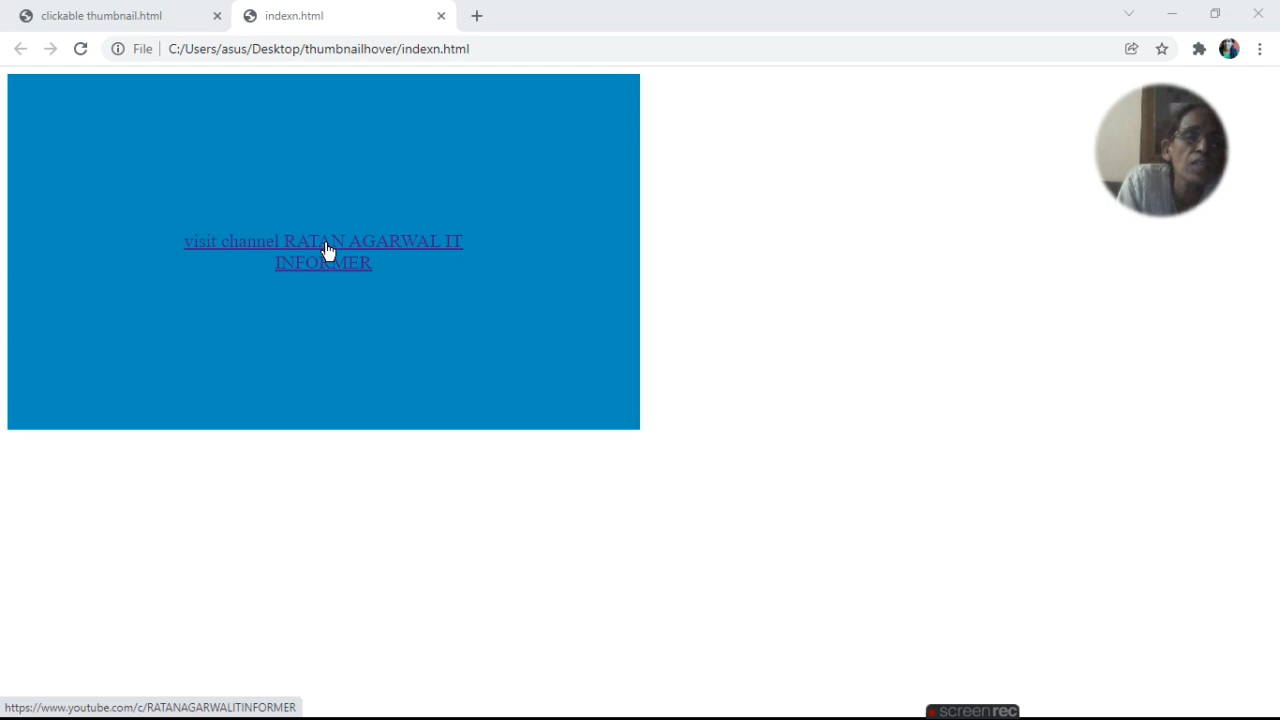 clickable thumbnail.html
indexn.html
File
C:/Users/asus/Desktop/thumbnailhover/indexn.html
visit channel RATAN AGARWAL IT
INFORMER
https://www.youtube.com/c/RATANAGARWALITINFORMER
screenrec